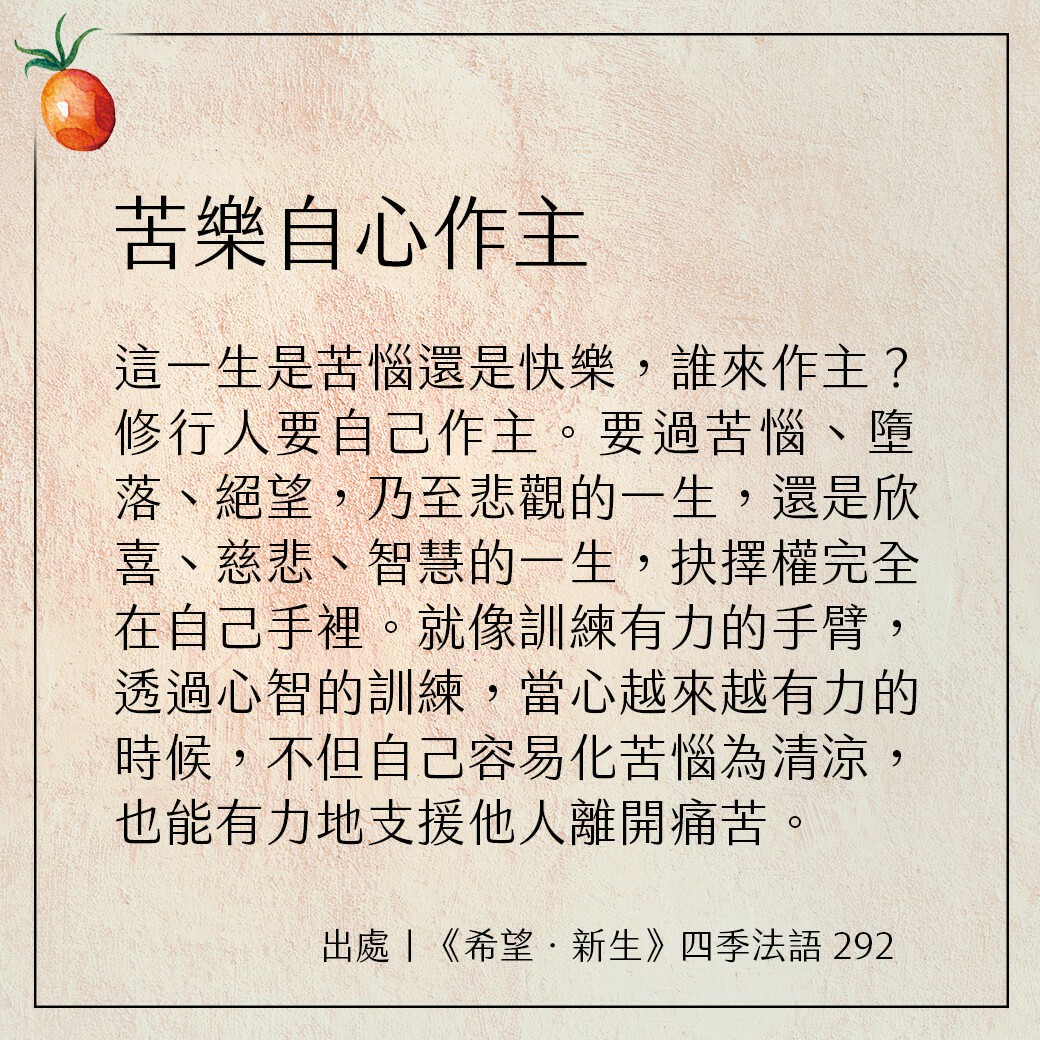 苦樂自心作主
這一生是苦惱還是快樂，誰來作主？
修行人要自己作主。要過苦惱、墮
落、絕望，乃至悲觀的一生，還是欣
喜、慈悲、智慧的一生，抉擇權完全
在自己手裡。就像訓練有力的手臂，
透過心智的訓練，當心越來越有力的
時候，不但自己容易化苦惱為清涼，
也能有力地支援他人離開痛苦。
出處｜《希望．新生》四季法語 292